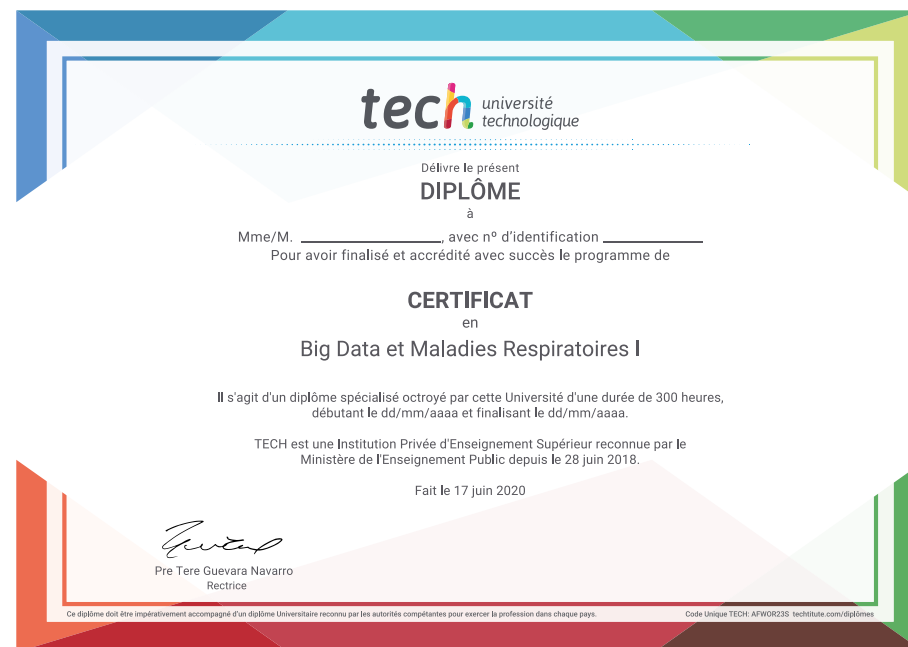 tech université
technologique
Délivre le présent
DIPLÔME
à
Mme/M. ____________________, avec nº d'identification ______________
Pour avoir finalisé et accrédité avec succès le programme de
CERTIFICAT
en
Big Data et Maladies Respiratoires I
Il s'agit d'un diplôme spécialisé octroyé par cette Université d'une durée de 300 heures,
débutant le dd/mm/aaaa et finalisant le dd/mm/aaaa.
TECH est une Institution Privée d'Enseignement Supérieur reconnue par le
Ministère de l'Enseignement Public depuis le 28 juin 2018.
Fait le 17 juin 2020
Pre Tere Guevara Navarro
Rectrice
Ce diplôme doit être impérativement accompagné d'un diplôme Universitaire reconnu par les autorités compétantes pour exercer la profession dans chaque pays.
Code Unique TECH: AFWOR23S techtitute.com/diplômes